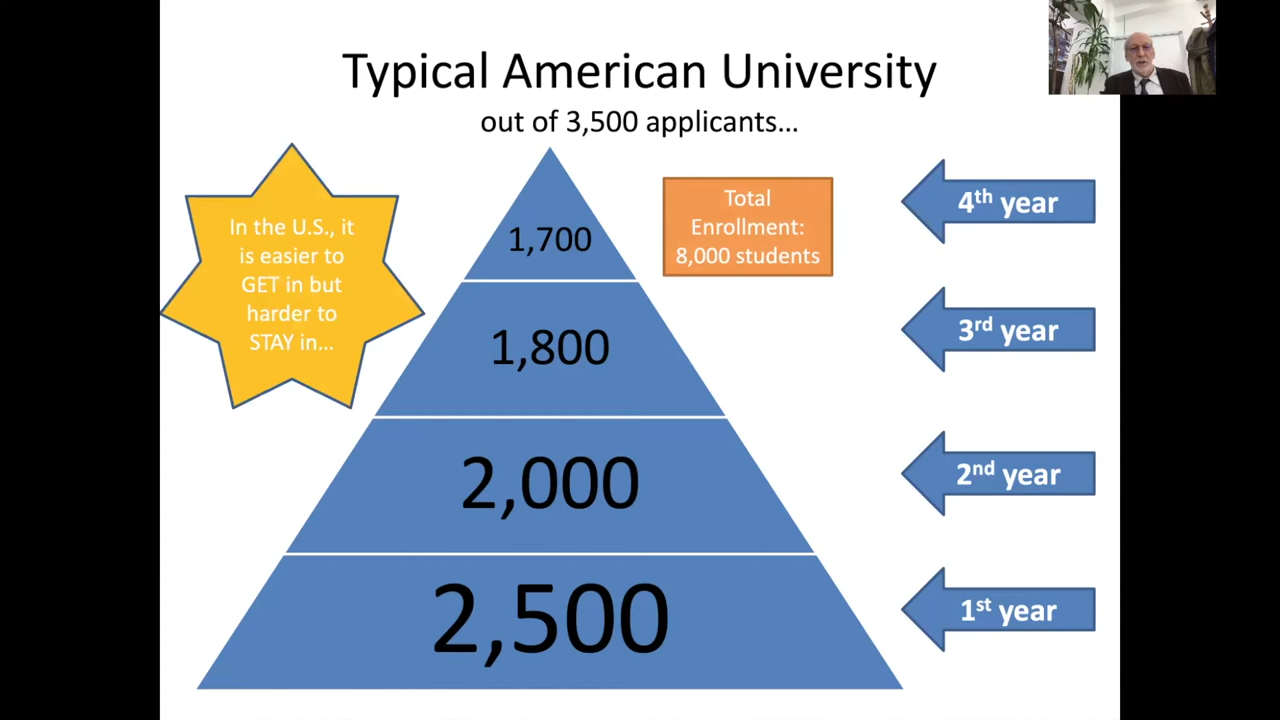 Typical American University
out of 3,500 applicants...
In the U.S., it
is easier to
GET in but
harder to
STAY in...
1,700
Total
Enrollment:
8,000 students
4th year
1,800
3rd year
2,000
2nd year
2,500
1st year